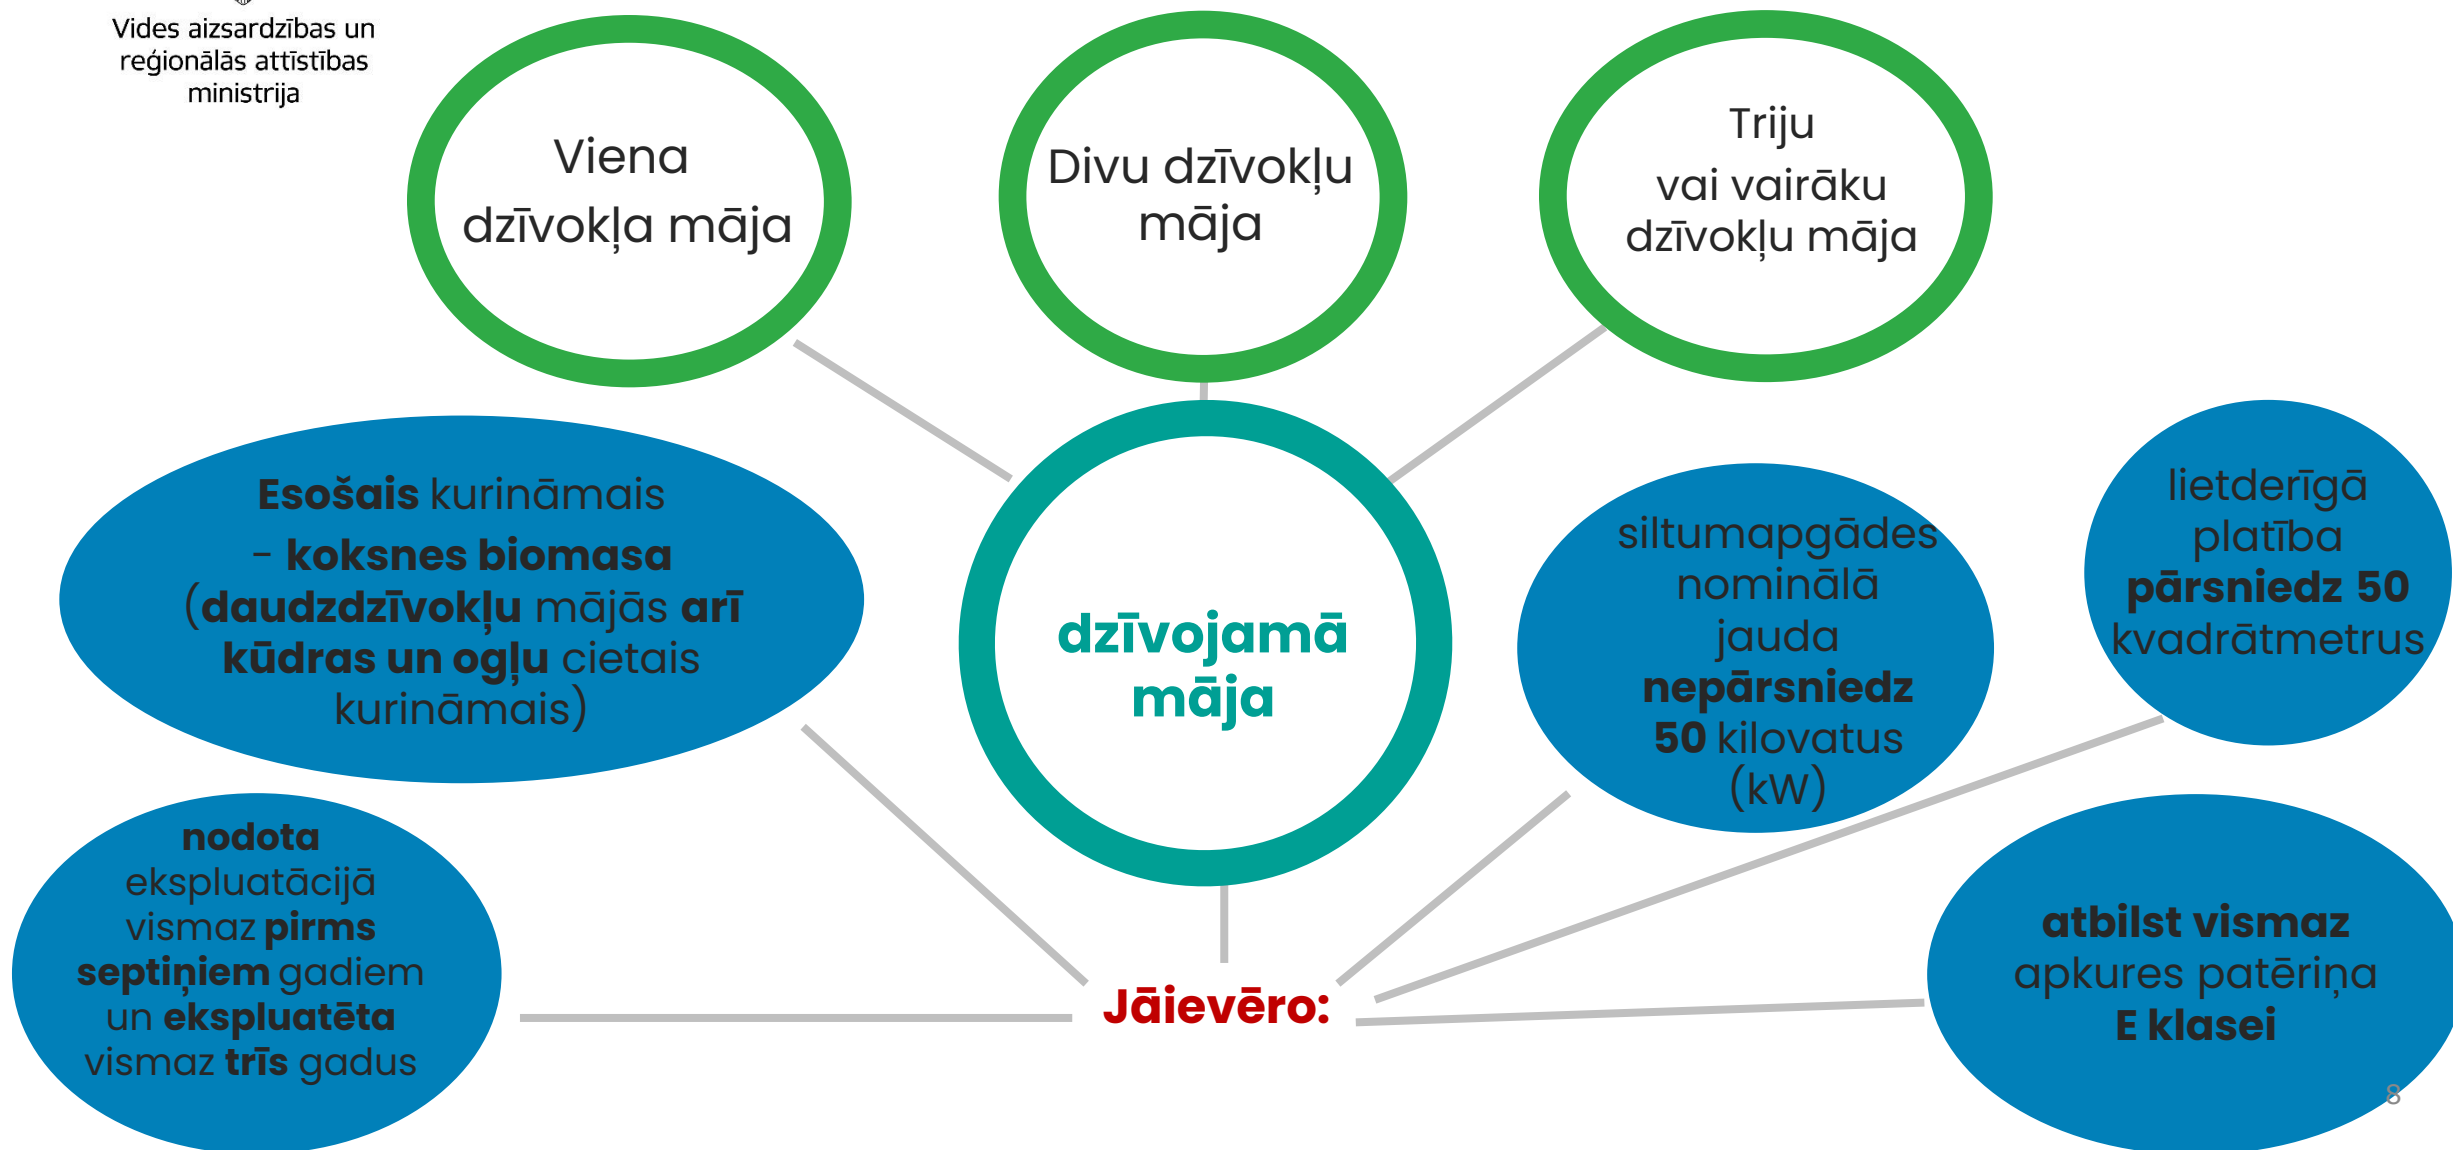 Vides aizsardzības un
reģionālās attīstības
ministrija
Viena
dzīvokļa māja
Divu dzīvokļu
māja
Triju
vai vairāku
dzīvokļu māja
Esošais kurināmais
- koksnes biomasa
(daudzdzīvokļu mājās arī
kūdras un ogļu cietais
kurināmais)
dzīvojamā
māja
siltumapgādes
nominālā
jauda
nepārsniedz
50 kilovatus
(kW)
lietderīgā
platība
pārsniedz 50
kvadrātmetrus
nodota
ekspluatācijā
vismaz pirms
septiņiem gadiem
un ekspluatēta
vismaz trīs gadus
Jāievēro:
atbilst vismaz
apkures patēriņa
E klasei
8